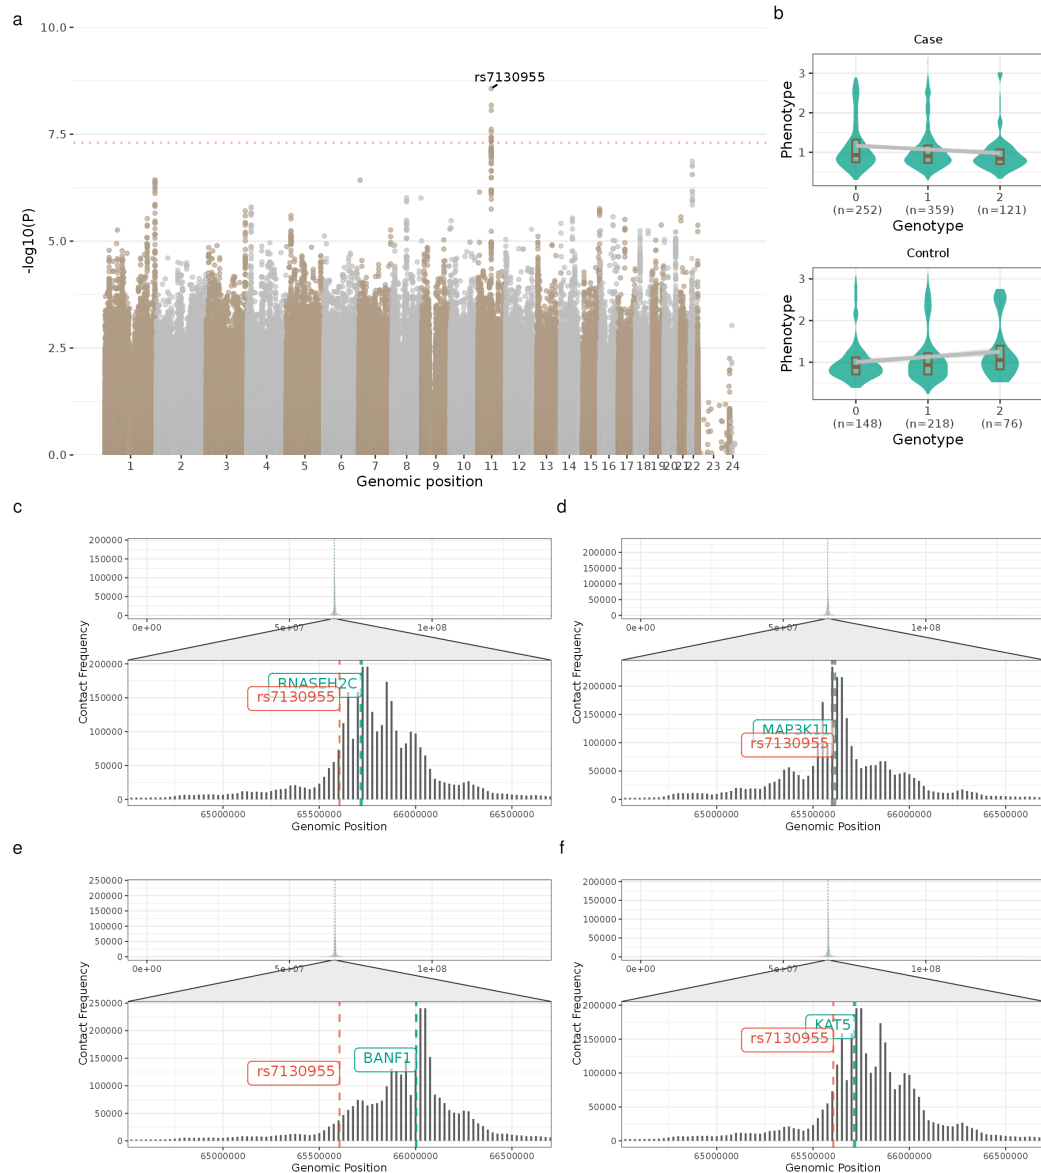 a
10.0
7.5
5.0
2.5
0.0
-log10(P)
rs7130955
1 2 3 4 5 6 7 8 9 10 11 12 13 14 15 16 17 18 19 20 21 22 23 24
Genomic position
b
Case
3
2
1
Phenotype
0 1 2
(n=252) (n=359) (n=121)
Genotype
Control
3
2
1
Phenotype
0 1 2
(n=148) (n=218) (n=76)
Genotype
c
200000
150000
100000
50000
0
0e+00 5e+07 1e+08
Contact Frequency
200000
150000
100000
50000
0
RNASEH2C
rs7130955
65000000 65500000 66000000 66500000
Genomic Position
d
200000
150000
100000
50000
0
0e+00 5e+07 1e+08
Contact Frequency
200000
150000
100000
50000
0
MAP3K11
rs7130955
65000000 65500000 66000000 66500000
Genomic Position
e
250000
200000
150000
100000
50000
0
0e+00 5e+07 1e+08
Contact Frequency
250000
200000
150000
100000
50000
0
BANF1
rs7130955
65000000 65500000 66000000 66500000
Genomic Position
f
200000
150000
100000
50000
0
0e+00 5e+07 1e+08
Contact Frequency
200000
150000
100000
50000
0
KAT5
rs7130955
65000000 65500000 66000000 66500000
Genomic Position